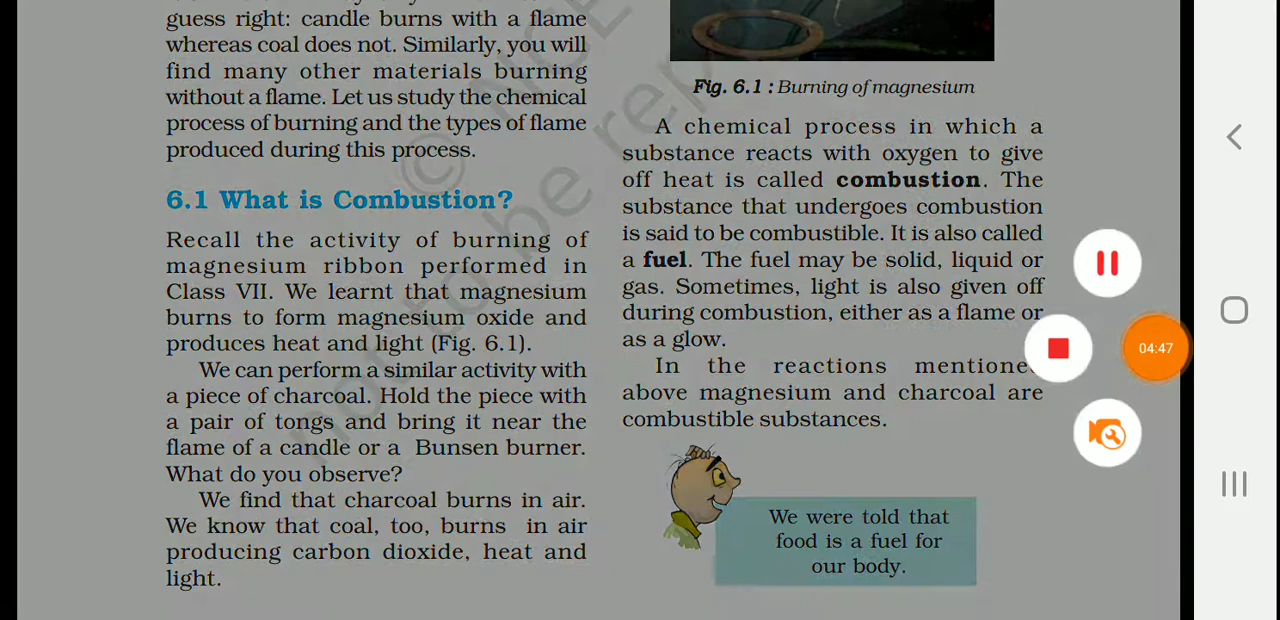 guess right: candle burns with a flame
whereas coal does not. Similarly, you will
find many other materials burning
without a flame. Let us study the chemical
process of burning and the types of flame
produced during this process.
6.1 What is Combustion?
Recall the activity of burning of
magnesium ribbon performed in
Class VII. We learnt that magnesium
burns to form magnesium oxide and
produces heat and light (Fig. 6.1).
We can perform a similar activity with
a piece of charcoal. Hold the piece with
a pair of tongs and bring it near the
flame of a candle or a Bunsen burner.
What do you observe?
We find that charcoal burns in air.
We know that coal, too, burns in air
producing carbon dioxide, heat and
light.
Fig. 6.1 : Burning of magnesium
A chemical process in which a
substance reacts with oxygen to give
off heat is called combustion. The
substance that undergoes combustion
is said to be combustible. It is also called
a fuel. The fuel may be solid, liquid or
gas. Sometimes, light is also given off
during combustion, either as a flame or
as a glow.
In the reactions mentione
above magnesium and charcoal are
combustible substances.
We were told that
food is a fuel for
our body.
04:47
© 
not to be rep